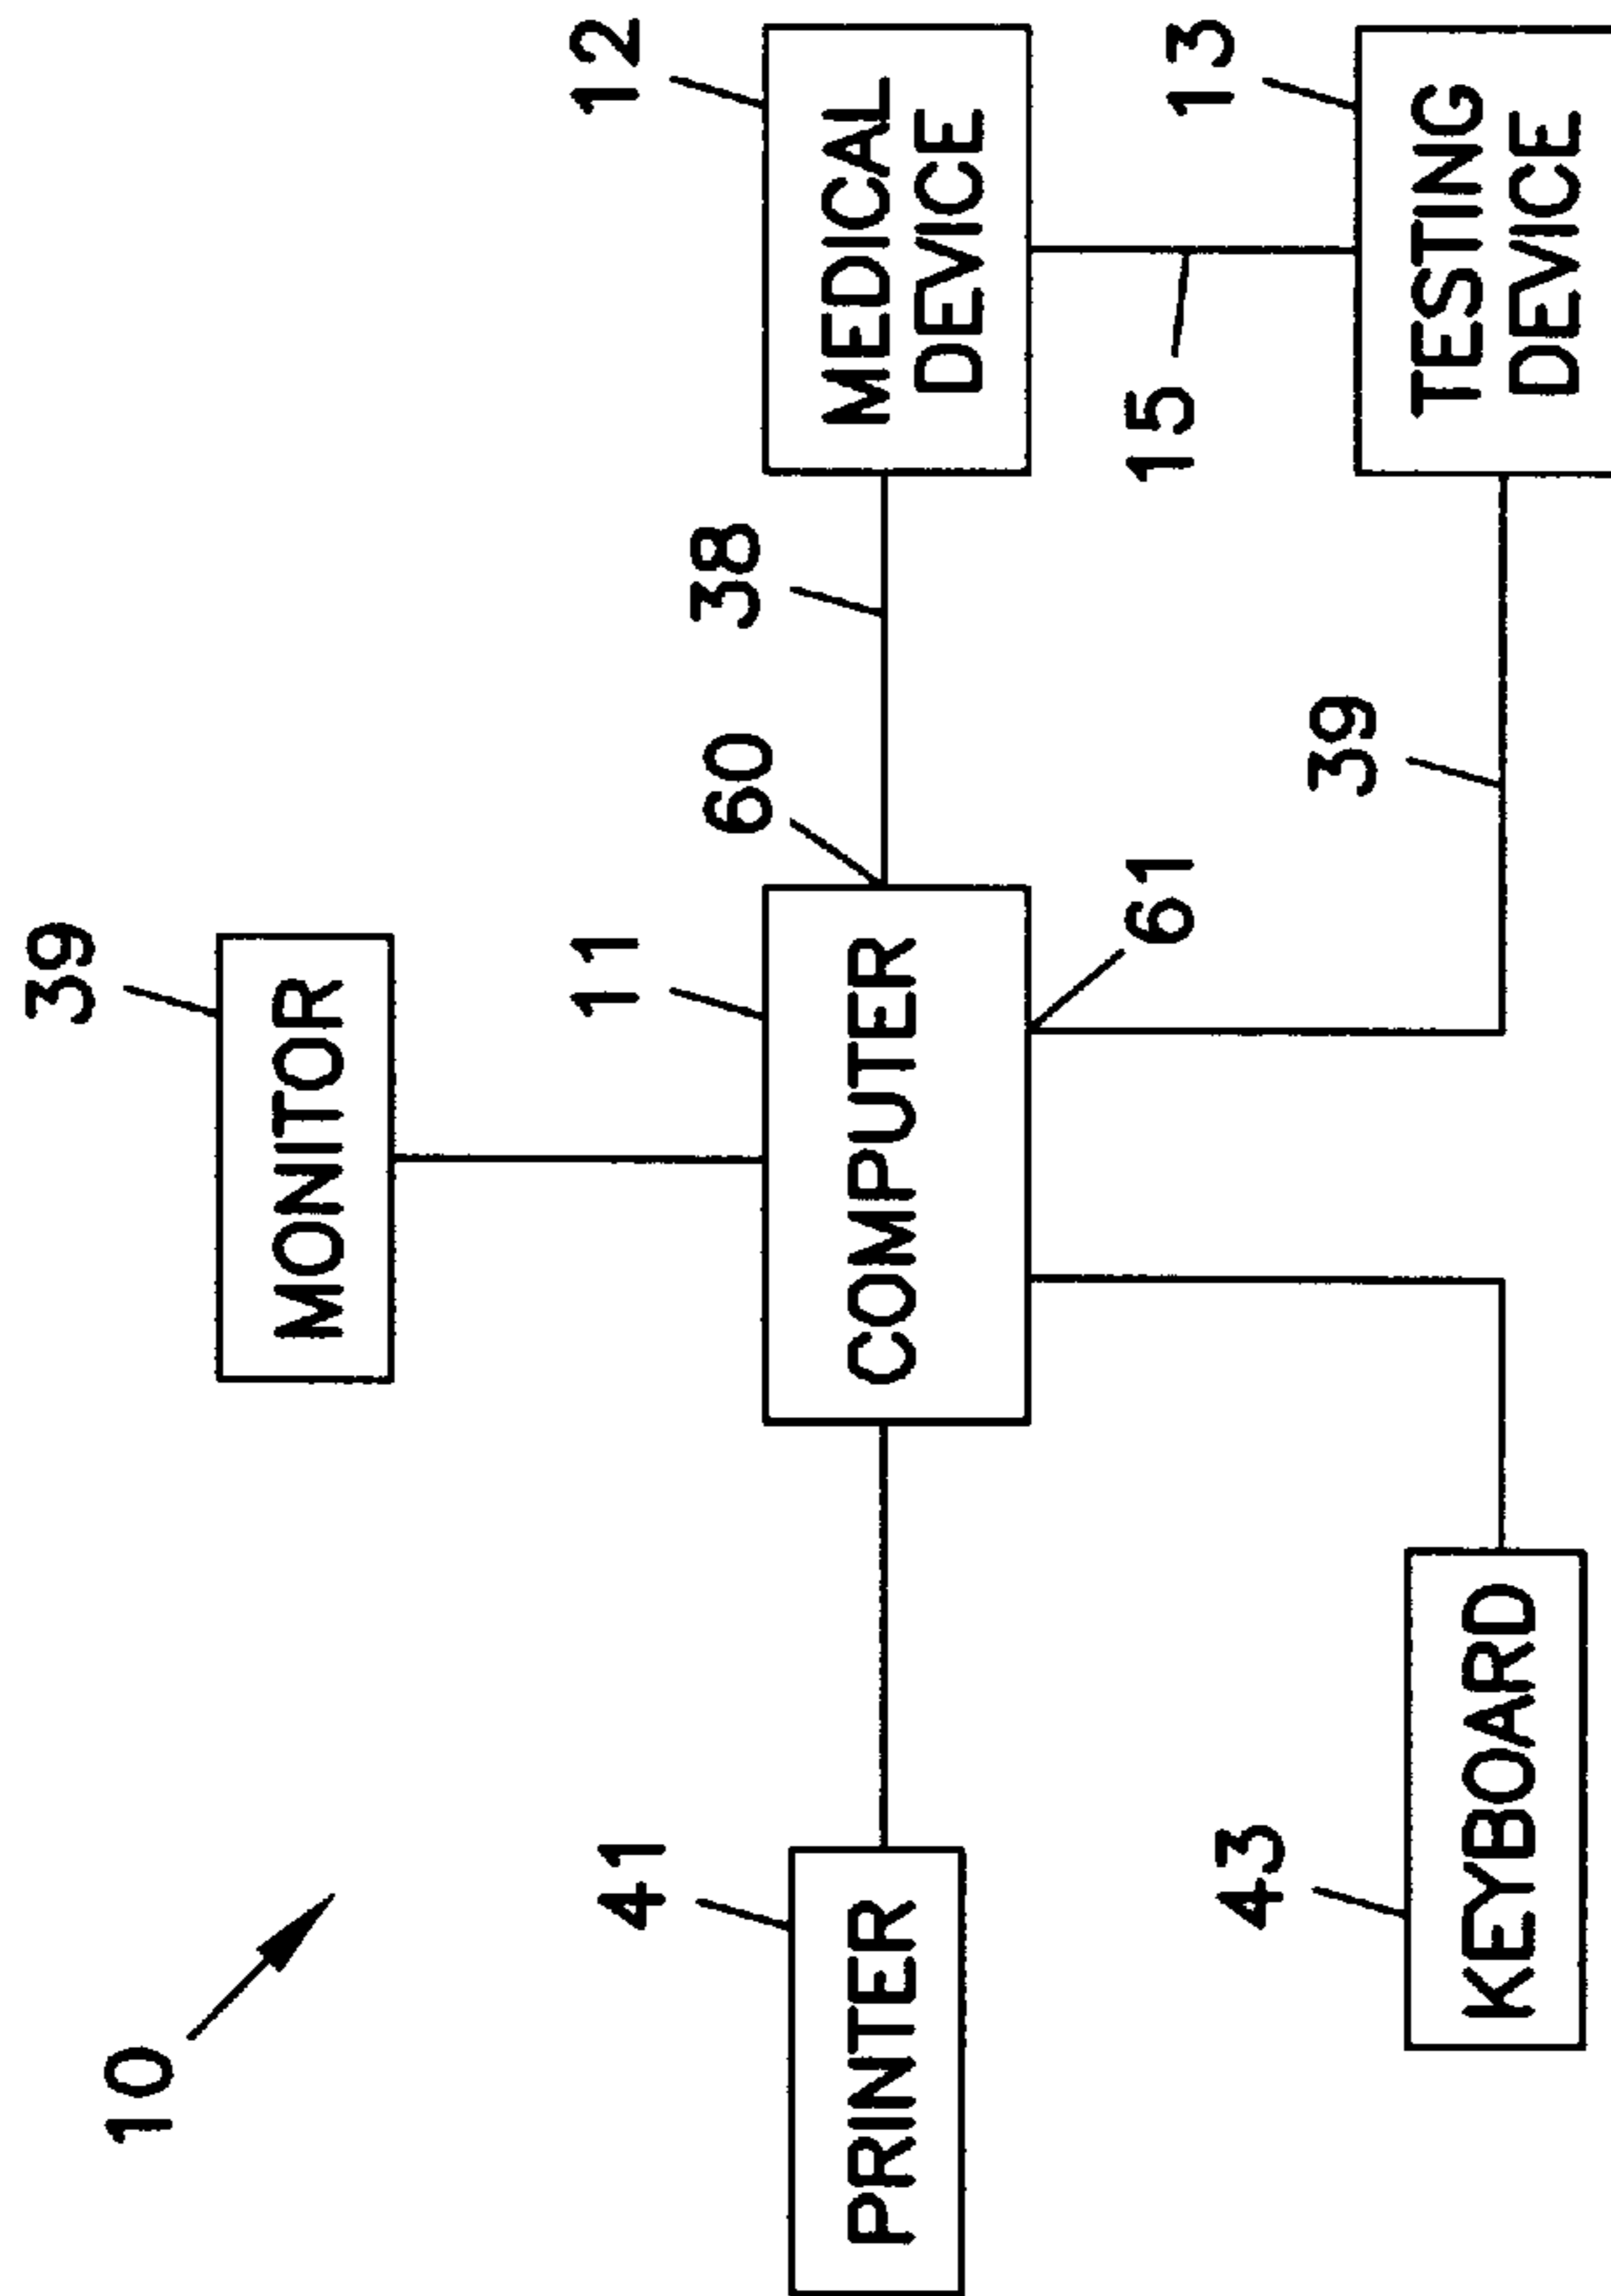 39
MONITOR
10
11
60
38
12
41
PRINTER
COMPUTER
MEDICAL
DEVICE
61
15
13
43
39
KEYBOARD
TESTING
DEVICE